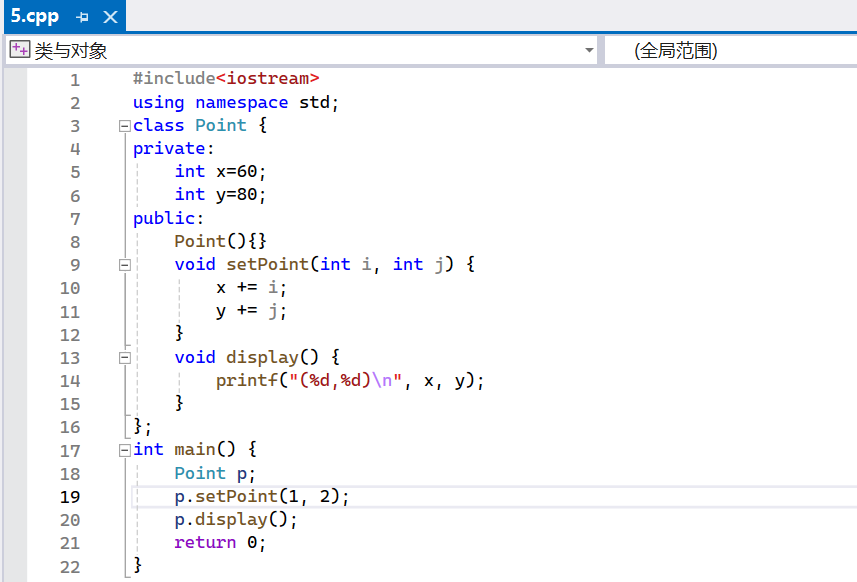 5.cpp
类与对象 (全局范围)
1 #include<iostream>
2 using namespace std;
3 class Point {
4 private:
5     int x=60;
6     int y=80;
7 public:
8     Point(){}
9     void setPoint(int i, int j) {
10         x += i;
11         y += j;
12     }
13     void display() {
14         printf("(%d,%d)\n", x, y);
15     }
16 };
17 int main() {
18     Point p;
19     p.setPoint(1, 2);
20     p.display();
21     return 0;
22 }